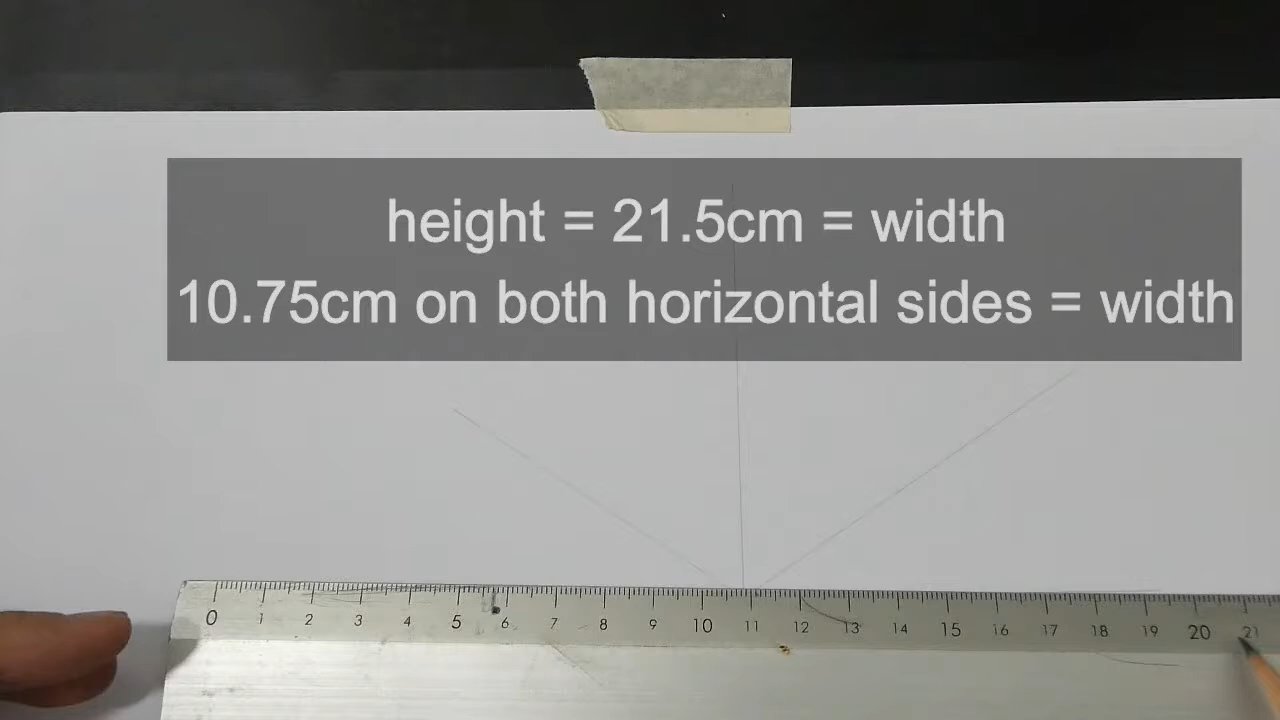 height = 21.5cm = width
10.75cm on both horizontal sides = width
0 1 2 3 4 5 6 7 8 9 10 11 12 13 14 15 16 17 18 19 20 21